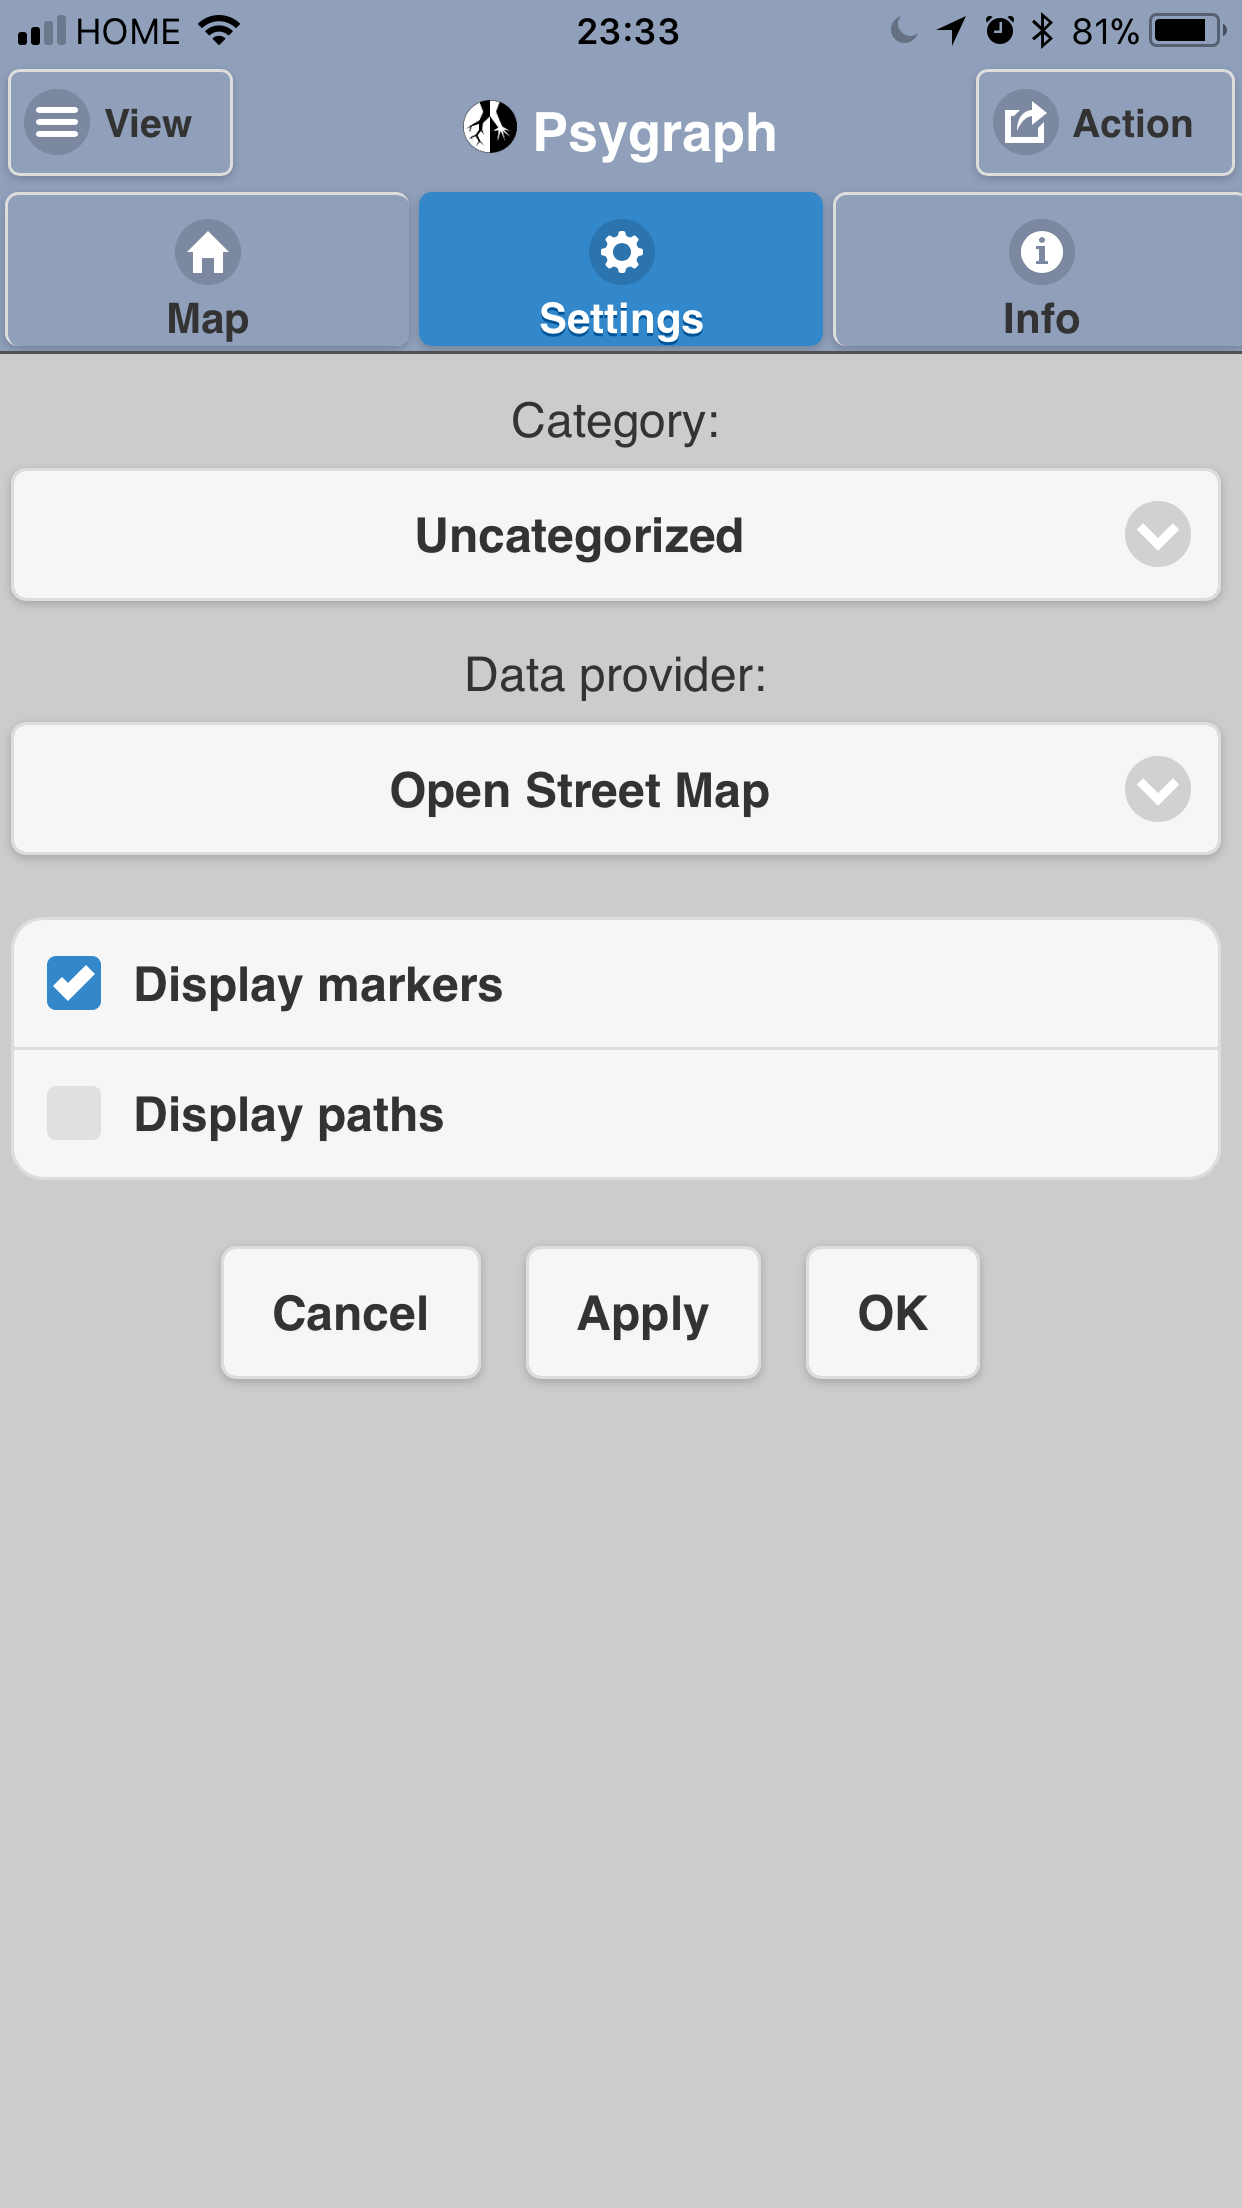 HOME 23:33 81%
View Psygraph Action
Map Settings Info
Category:
Uncategorized
Data provider:
Open Street Map
Display markers
Display paths
Cancel Apply OK